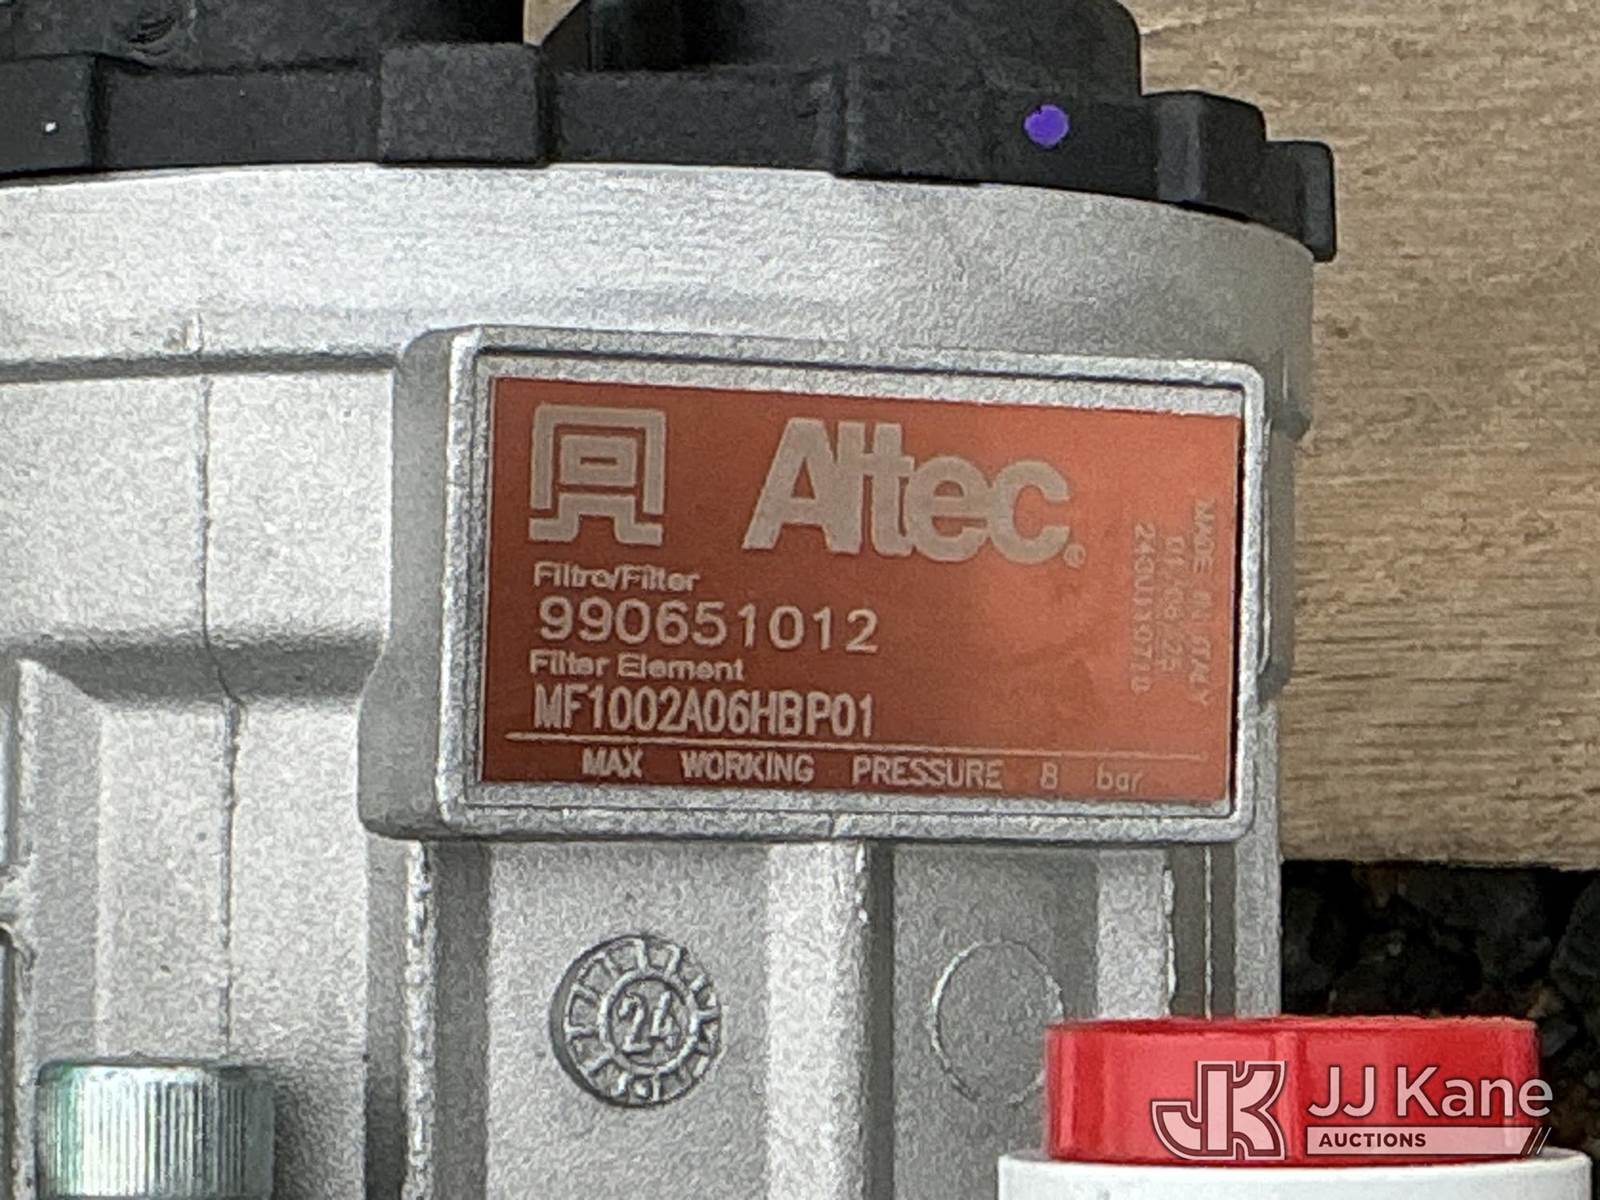 Altec®
Filtro/Filter
990651012
Filter Element
MF1002A06HBP01
MAX WORKING PRESSURE 8 bar
MADE IN ITALY
24
JK JJ Kane
AUCTIONS